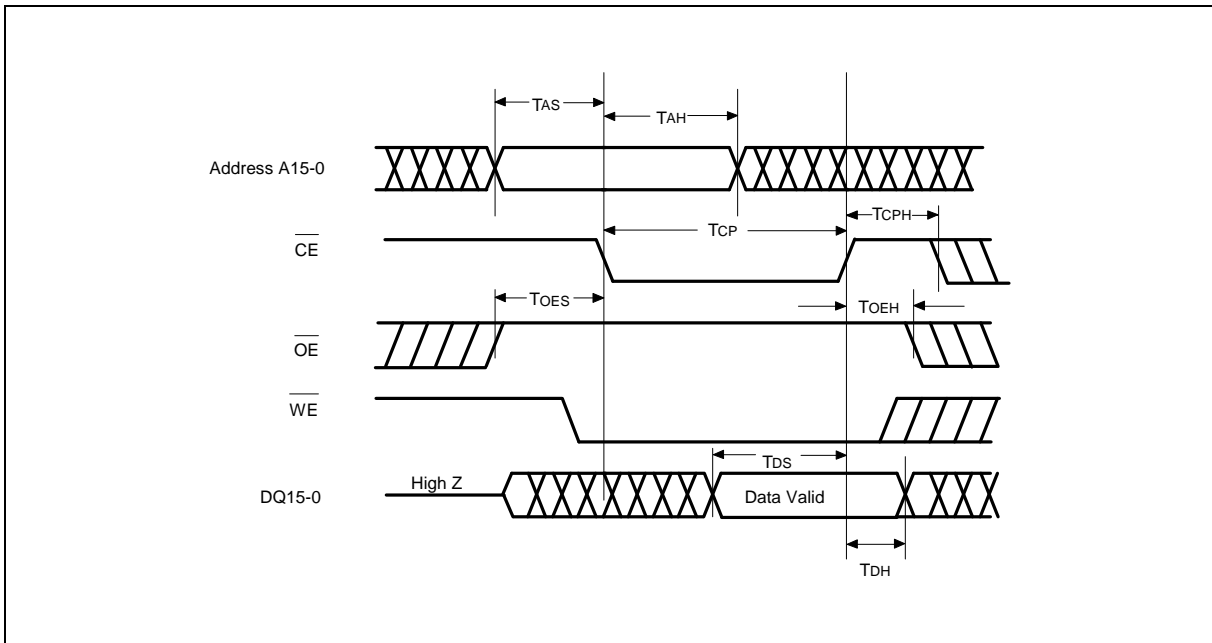 TAS
TAH
Address A15-0
TCPH
TCP
CE
TOES
TOEH
OE
WE
TDS
High Z
Data Valid
DQ15-0
TDH